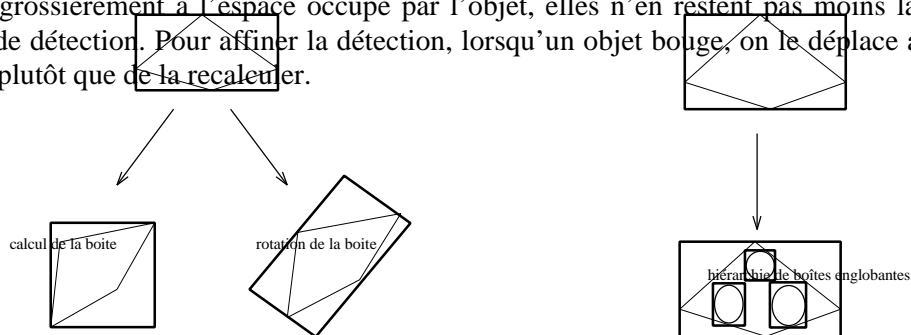 grossièrement à l'espace occupé par l'objet, elles n'en restent pas moins la
de détection. Pour affiner la détection, lorsqu'un objet bouge, on le déplace a
plutôt que de la recalculer.
calcul de la boite
rotation de la boite
hiérarchie de boîtes englobantes